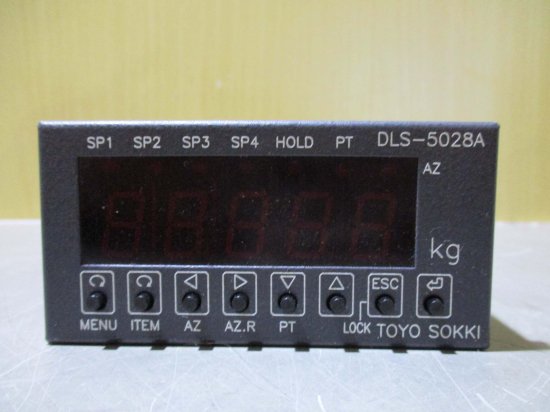 SP1 SP2 SP3 SP4 HOLD PT DLS-5028A
AZ
kg
ESC
MENU ITEM AZ AZ.R PT LOCK TOYO SOKKI